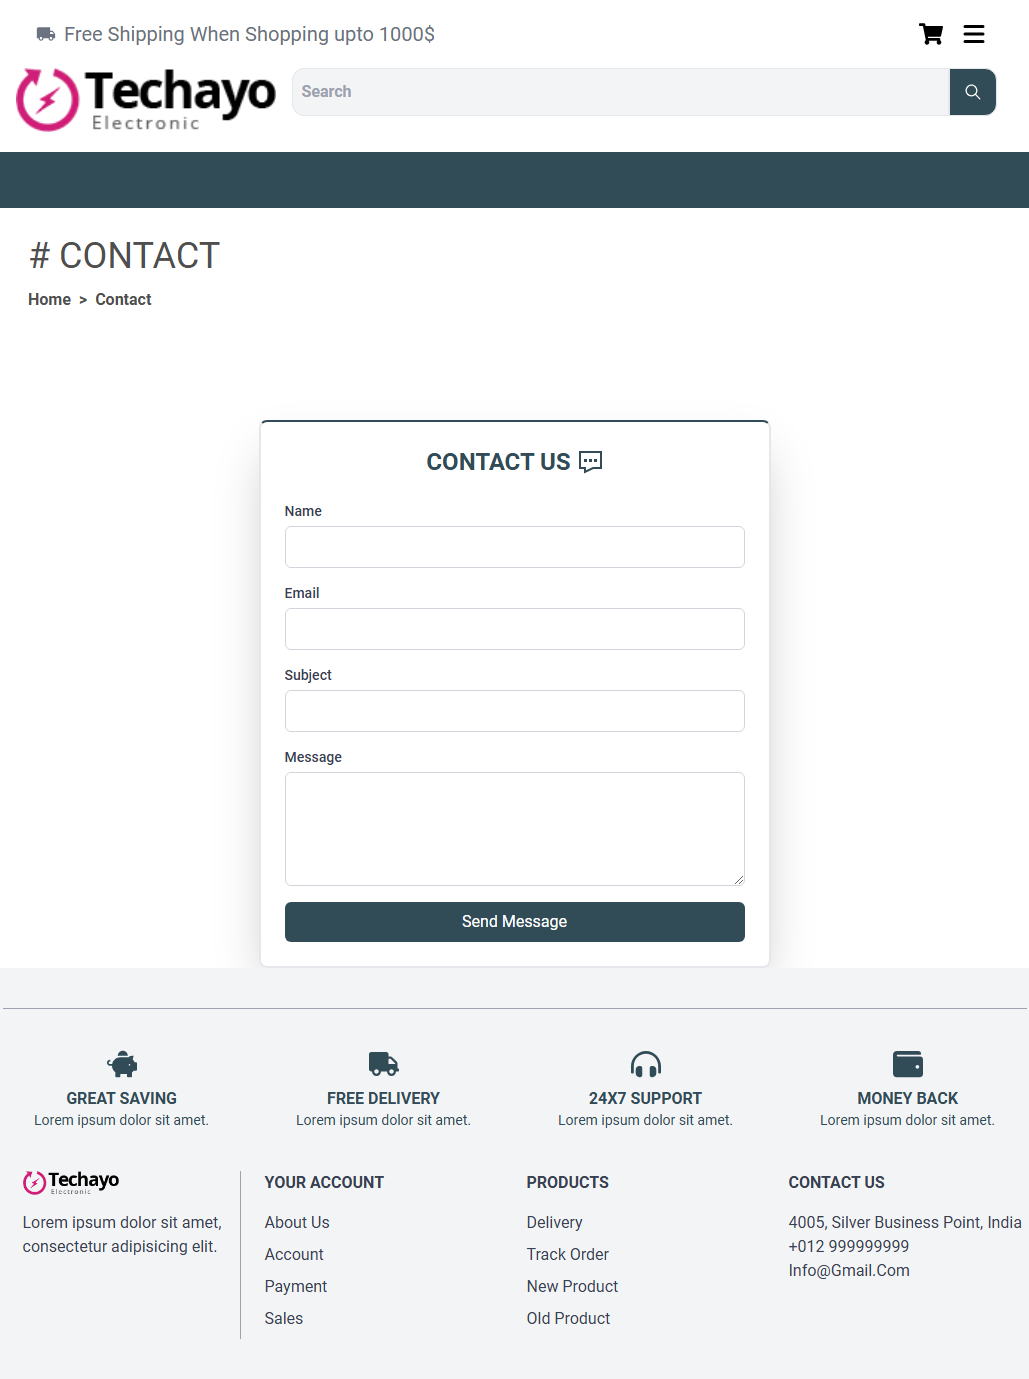 Free Shipping When Shopping upto 1000$
Techayo
Electronic
Search
# CONTACT
Home > Contact
CONTACT US
Name
Email
Subject
Message
Send Message
GREAT SAVING
Lorem ipsum dolor sit amet.
FREE DELIVERY
Lorem ipsum dolor sit amet.
24X7 SUPPORT
Lorem ipsum dolor sit amet.
MONEY BACK
Lorem ipsum dolor sit amet.
Techayo
Electronic
Lorem ipsum dolor sit amet,
consectetur adipisicing elit.
YOUR ACCOUNT
About Us
Account
Payment
Sales
PRODUCTS
Delivery
Track Order
New Product
Old Product
CONTACT US
4005, Silver Business Point, India
+012 999999999
Info@Gmail.Com